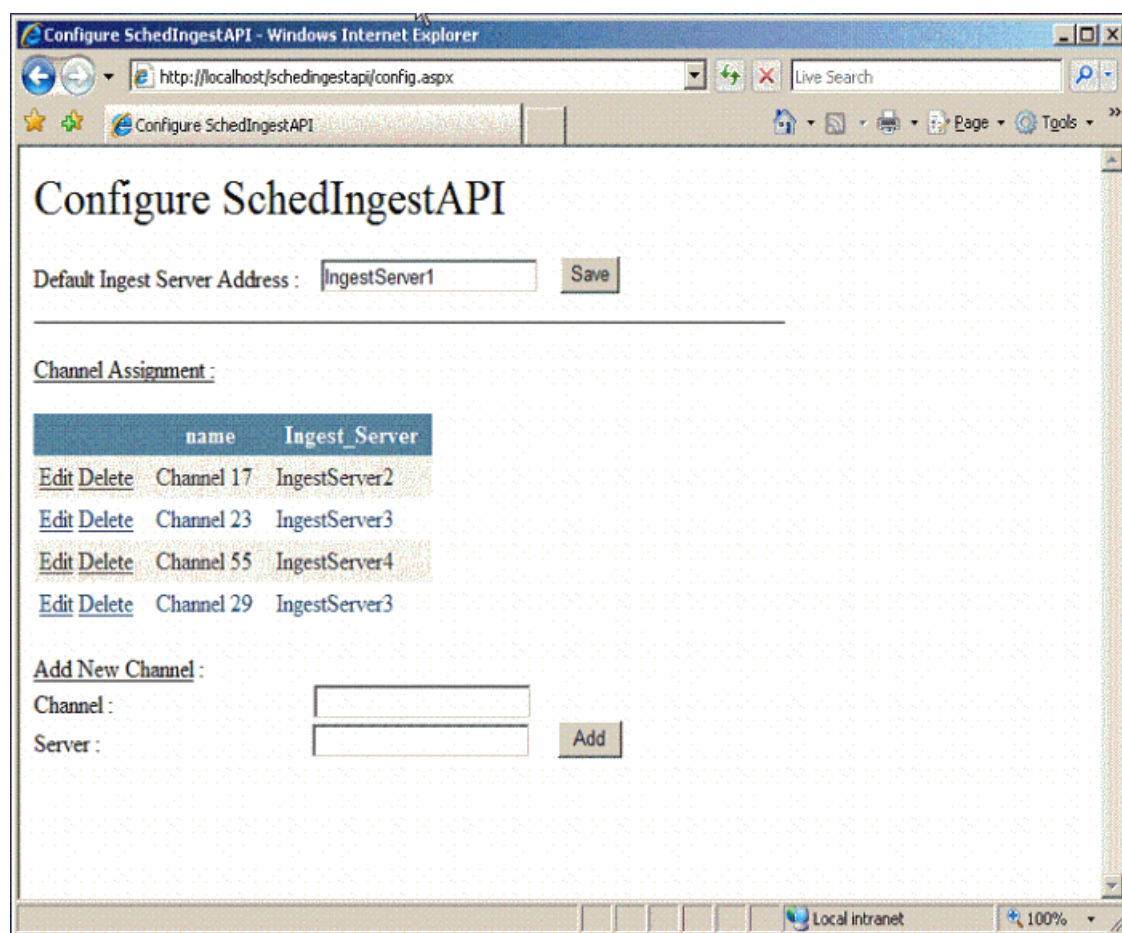 Configure SchedIngestAPI - Windows Internet Explorer
http://localhost/schedingestapi/config.aspx
Live Search
Configure SchedIngestAPI
Page
Tools
Configure SchedIngestAPI
Default Ingest Server Address : IngestServer1 Save
Channel Assignment :
name Ingest_Server
Edit Delete Channel 17 IngestServer2
Edit Delete Channel 23 IngestServer3
Edit Delete Channel 55 IngestServer4
Edit Delete Channel 29 IngestServer3
Add New Channel :
Channel :
Server : Add
Local intranet 100%